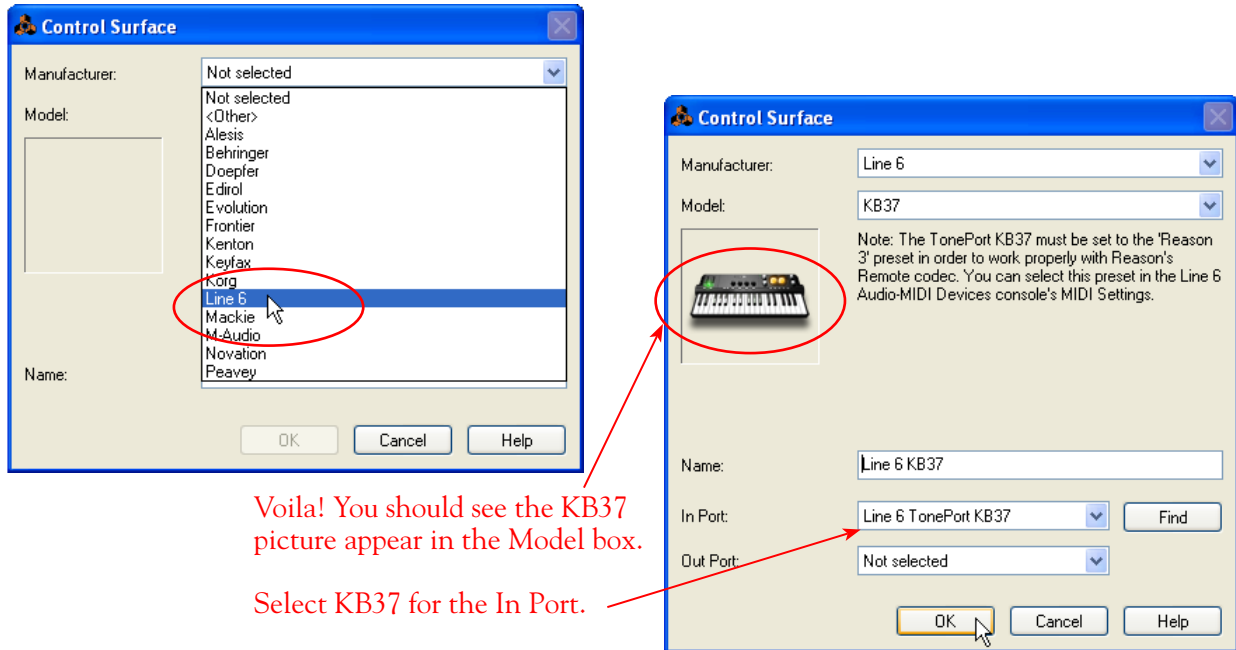 Control Surface
Manufacturer:
Not selected
Not selected
<Other>
Alesis
Behringer
Doepfer
Edirol
Evolution
Frontier
Kenton
Keyfax
Korg
Line 6
Mackie
M-Audio
Novation
Peavey
Model:
Name:
OK
Cancel
Help
Control Surface
Manufacturer:
Line 6
Model:
KB37
Note: The TonePort KB37 must be set to the 'Reason
3' preset in order to work properly with Reason's
Remote codec. You can select this preset in the Line 6
Audio-MIDI Devices console's MIDI Settings.
Name:
Line 6 KB37
In Port:
Line 6 TonePort KB37
Find
Out Port:
Not selected
OK
Cancel
Help
Voila! You should see the KB37
picture appear in the Model box.
Select KB37 for the In Port.